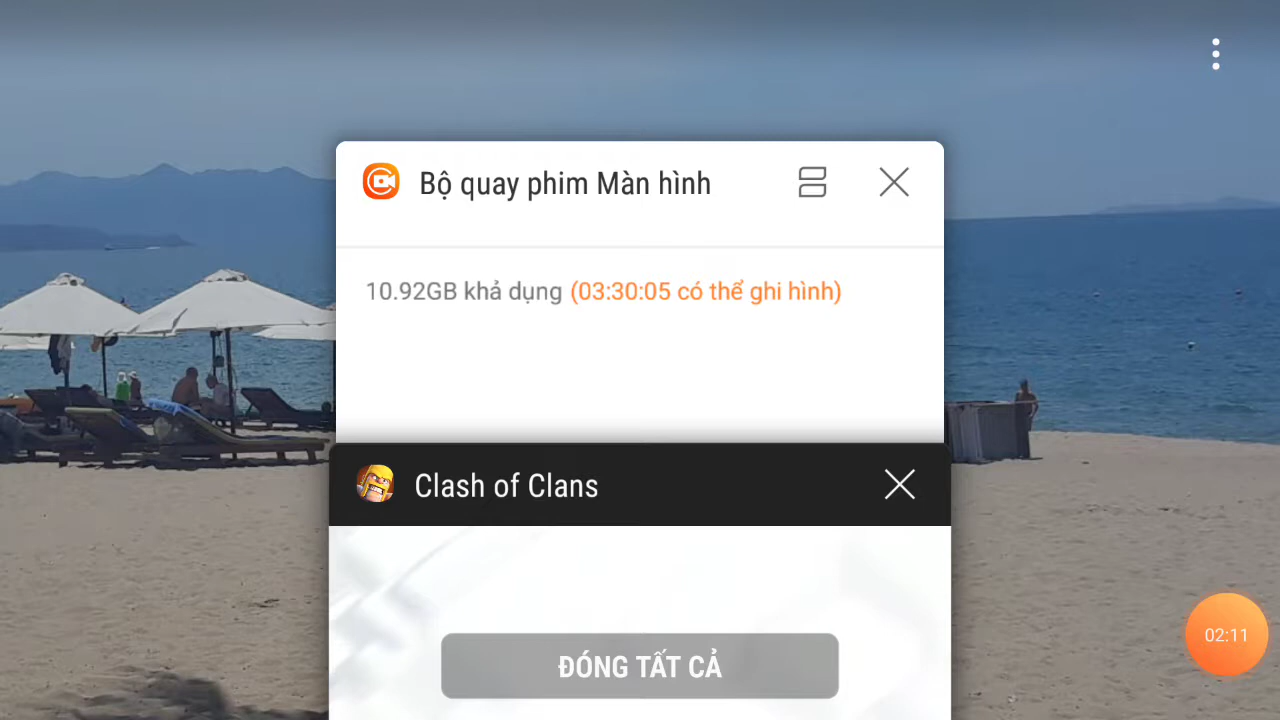 Bộ quay phim Màn hình
10.92GB khả dụng (03:30:05 có thể ghi hình)
Clash of Clans
ĐÓNG TẤT CẢ
02:11